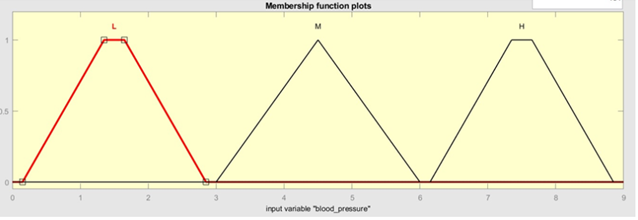 Membership function plots
L M H
1
0.5
0
0 1 2 3 4 5 6 7 8 9
input variable "blood_pressure"